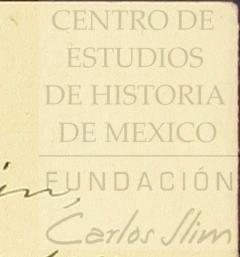 CENTRO DE
ESTUDIOS
DE HISTORIA
DE MEXICO
FUNDACIÓN
Carlos Slim